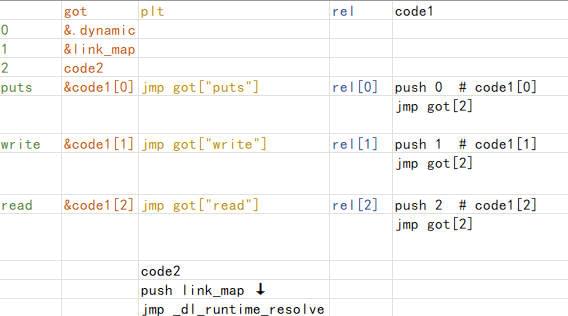 got plt rel code1
0 &.dynamic
1 &link_map
2 code2
puts &code1[0] jmp got["puts"] rel[0] push 0 # code1[0]
jmp got[2]
write &code1[1] jmp got["write"] rel[1] push 1 # code1[1]
jmp got[2]
read &code1[2] jmp got["read"] rel[2] push 2 # code1[2]
jmp got[2]
code2
push link_map ↓
jmp _dl_runtime_resolve